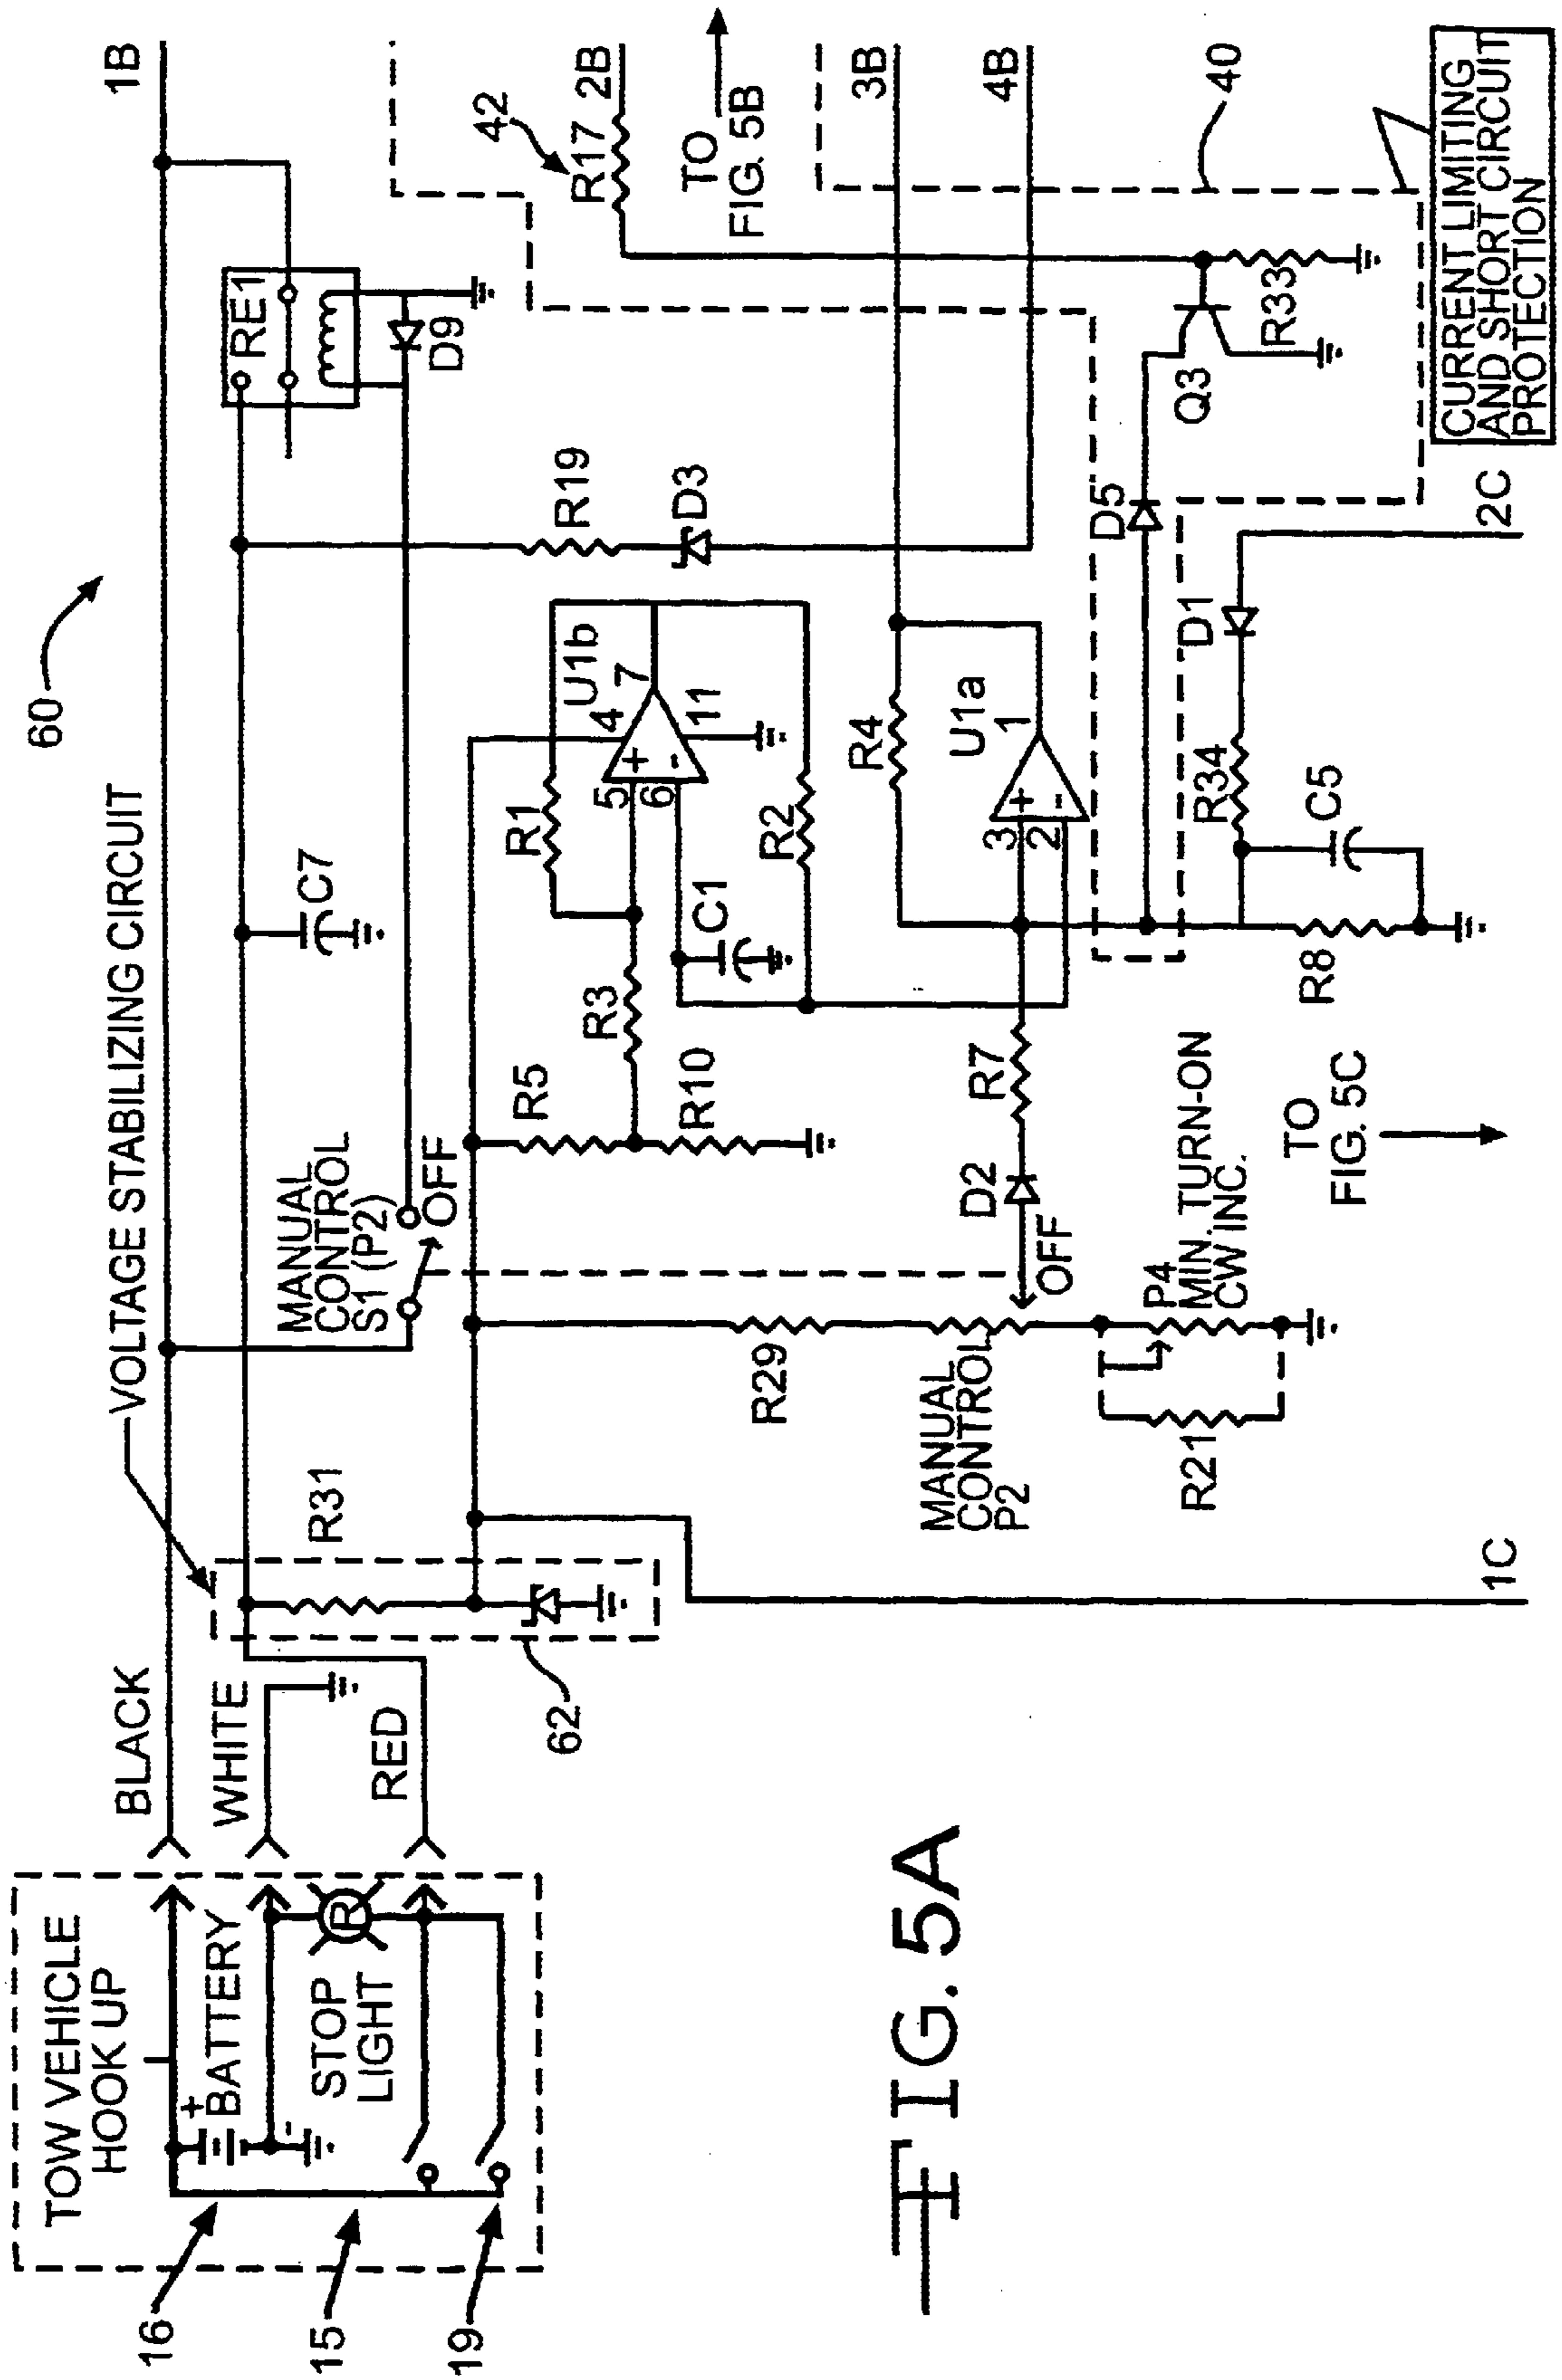 60
VOLTAGE STABILIZING CIRCUIT
1B
BLACK
WHITE
RED
TOW VEHICLE
HOOK UP
+
BATTERY
-
STOP
LIGHT
R
16
15
19
62
R31
MANUAL
CONTROL
S1 (P2)
OFF
C7
RE1
D9
R19
D3
42
R17
2B
TO
FIG. 5B
3B
4B
40
R5
R10
R3
R1
U1b
4
5
+
6
-
7
11
C1
R2
R4
U1a
3
+
2
-
1
R7
D2
OFF
R29
MANUAL
CONTROL
P2
P4
MIN. TURN-ON
CW INC.
R21
TO
FIG. 5C
R8
C5
R34
D1
D5
Q3
R33
1C
2C
CURRENT LIMITING
AND SHORT CIRCUIT
PROTECTION
FIG. 5A